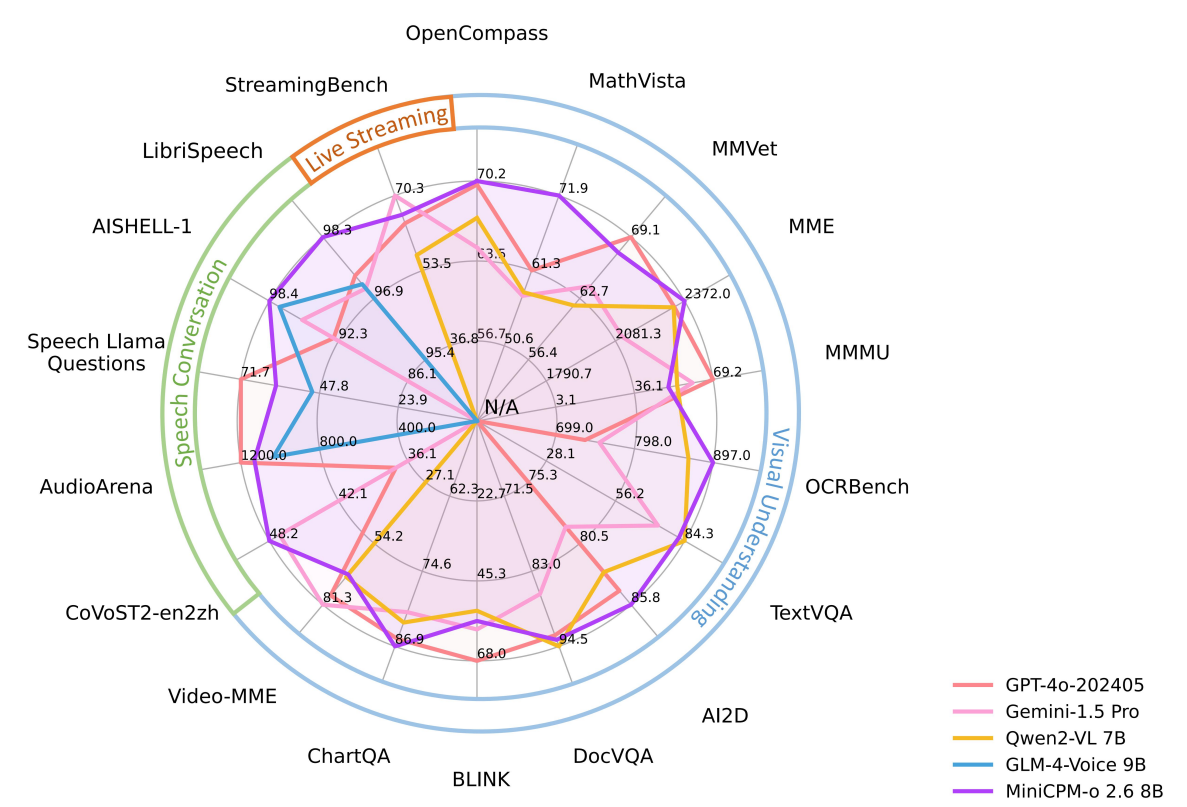 OpenCompass
StreamingBench
MathVista
Live Streaming
LibriSpeech
MMVet
AISHELL-1
MME
Speech Llama
Questions
MMMU
AudioArena
OCRBench
CoVoST2-en2zh
TextVQA
Video-MME
AI2D
ChartQA
DocVQA
BLINK
Speech Conversation
Visual Understanding
70.2
63.5
56.7
71.9
61.3
50.6
69.1
62.7
56.4
2372.0
2081.3
1790.7
69.2
36.1
3.1
897.0
798.0
699.0
84.3
56.2
28.1
85.8
80.5
75.3
94.5
83.0
71.5
68.0
45.3
22.7
86.9
74.6
62.3
81.3
54.2
27.1
48.2
42.1
36.1
1200.0
800.0
400.0
71.7
47.8
23.9
98.4
92.3
86.1
98.3
96.9
95.4
70.3
53.5
36.8
N/A
GPT-4o-202405
Gemini-1.5 Pro
Qwen2-VL 7B
GLM-4-Voice 9B
MiniCPM-o 2.6 8B